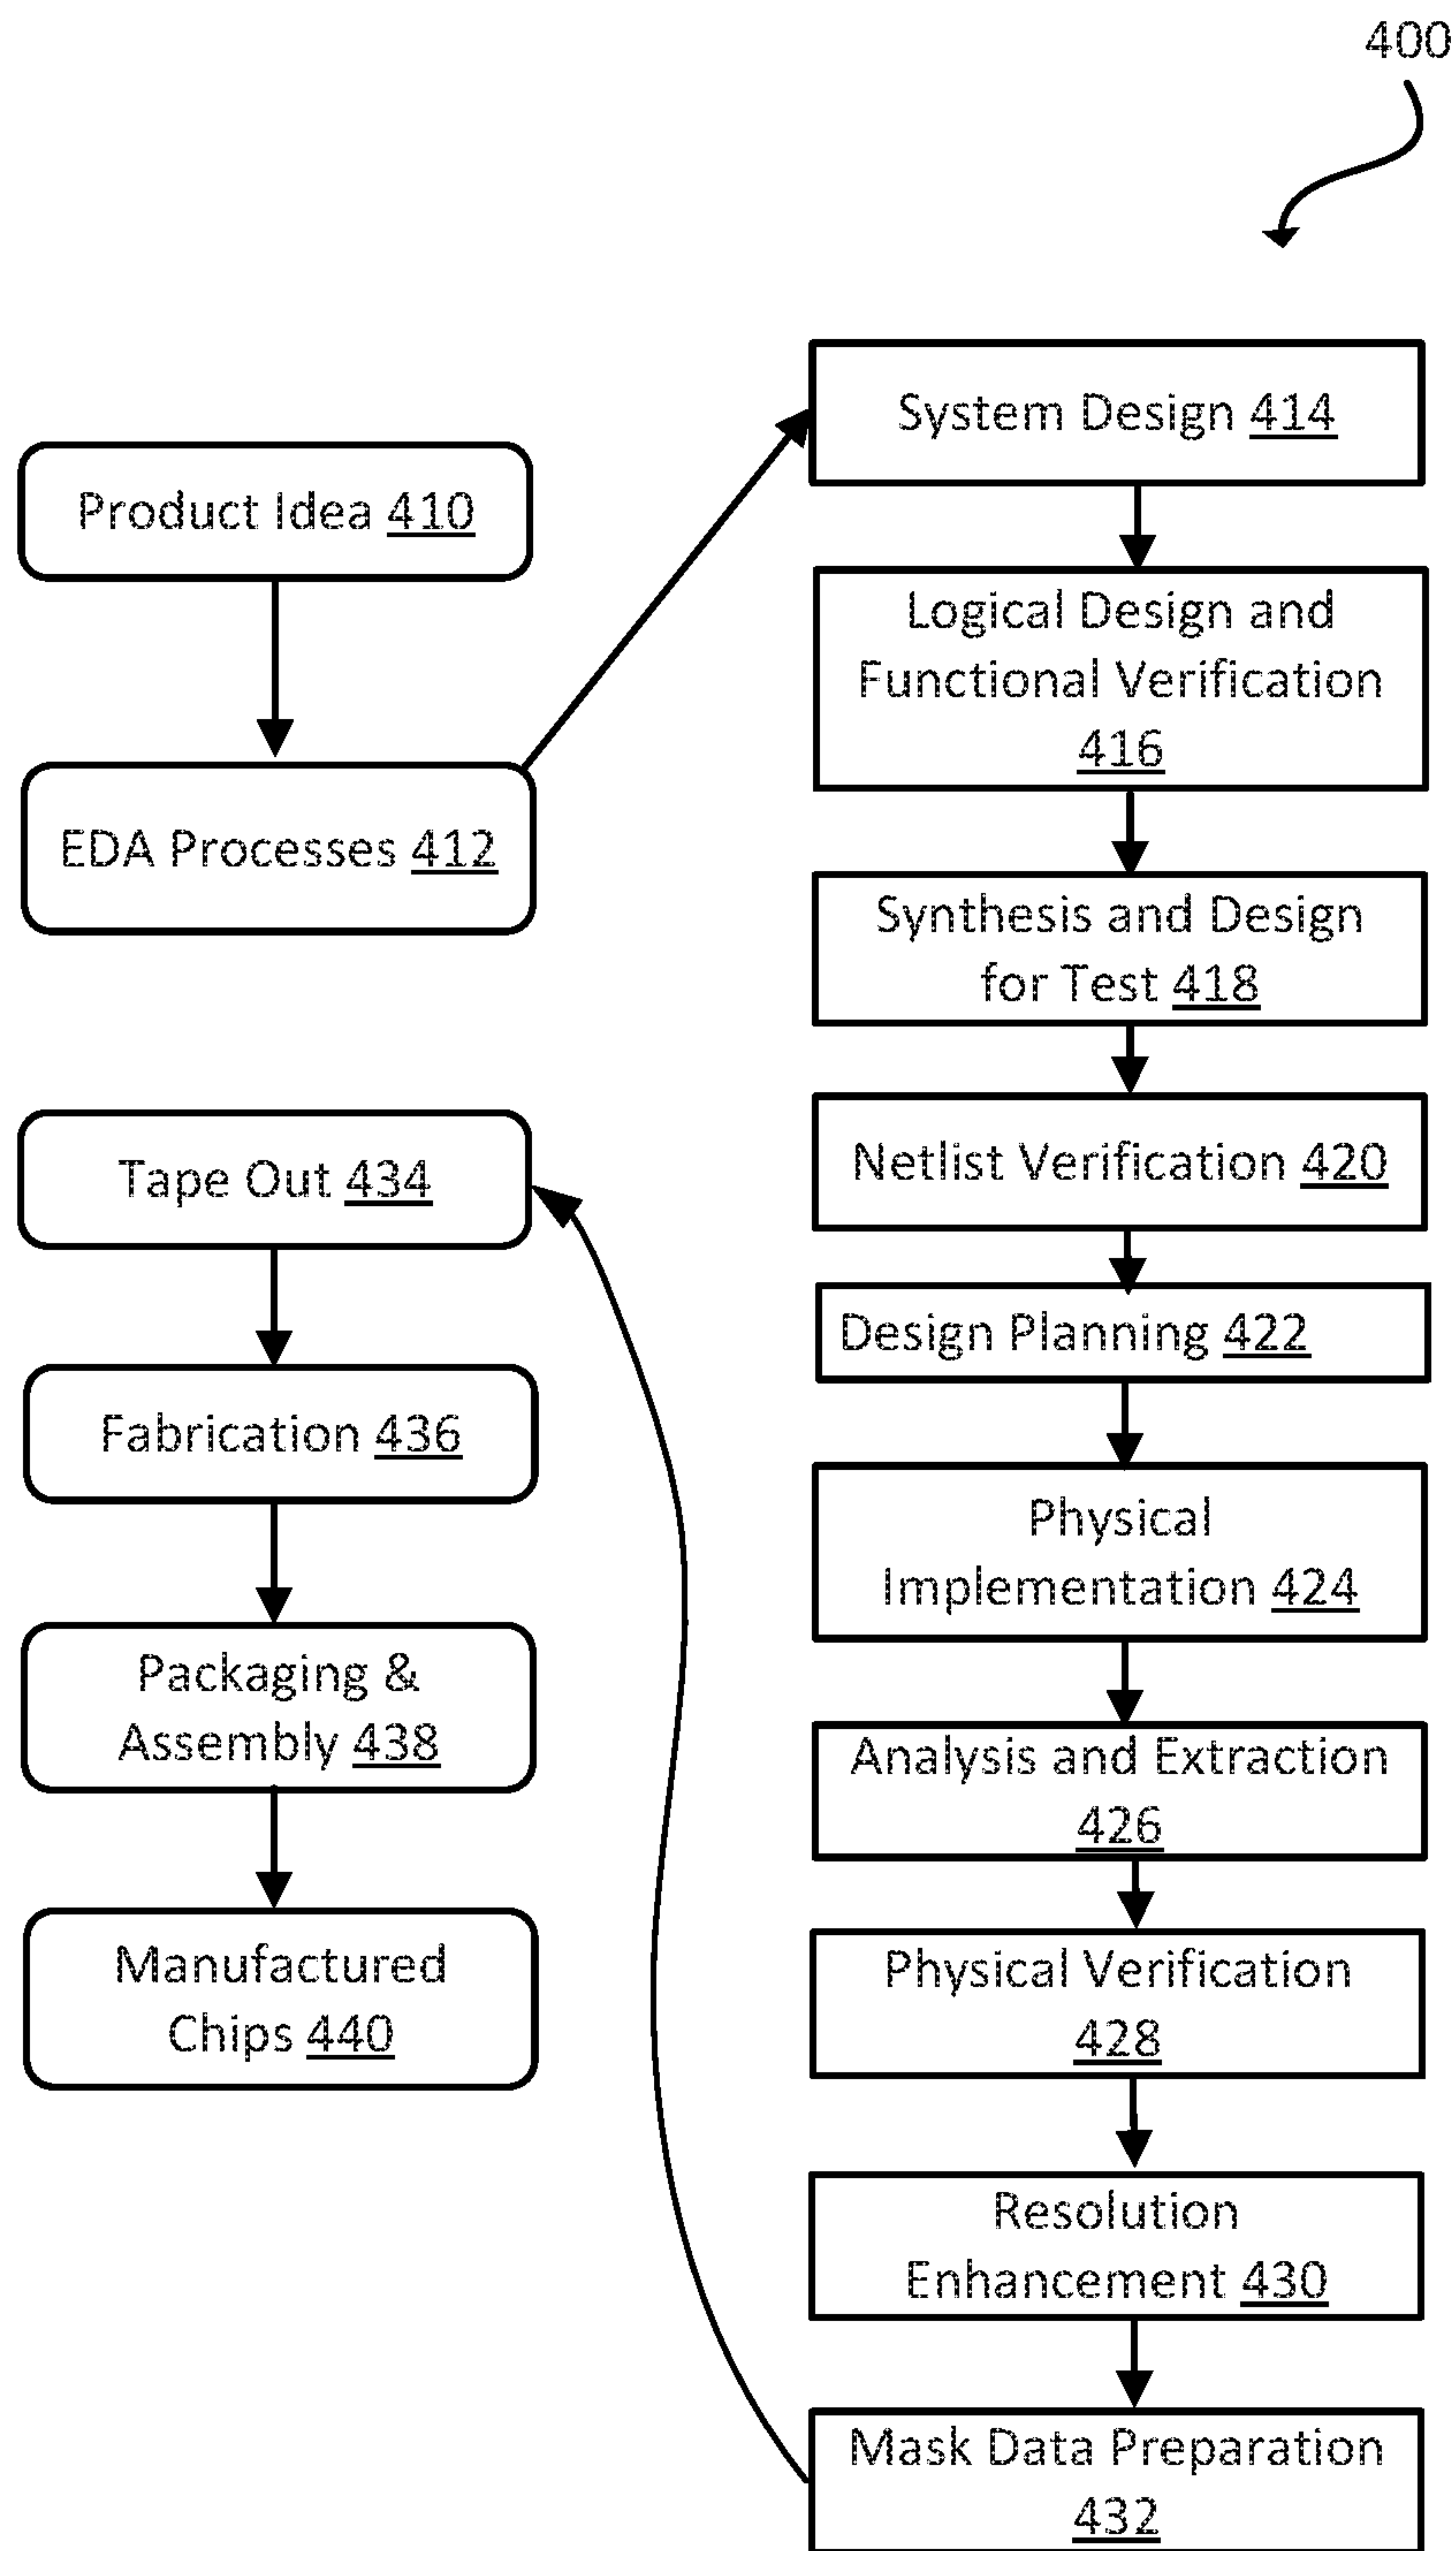 400
Product Idea 410
EDA Processes 412
System Design 414
Logical Design and
Functional Verification
416
Synthesis and Design
for Test 418
Netlist Verification 420
Design Planning 422
Physical
Implementation 424
Analysis and Extraction
426
Physical Verification
428
Resolution
Enhancement 430
Mask Data Preparation
432
Tape Out 434
Fabrication 436
Packaging &
Assembly 438
Manufactured
Chips 440